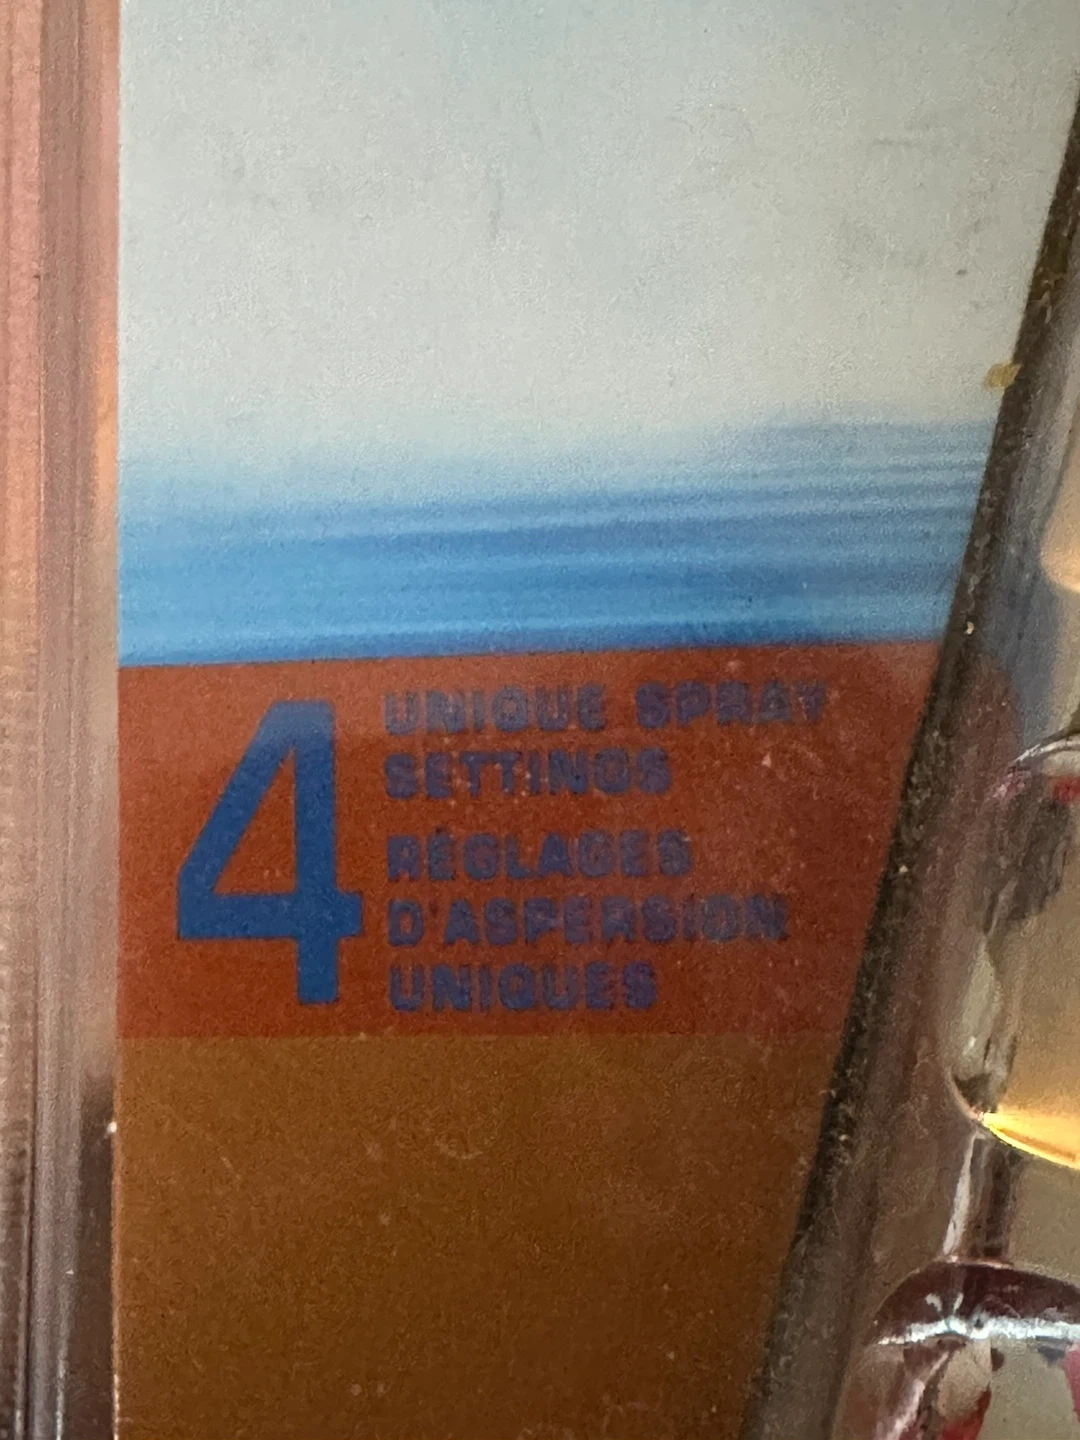 4 UNIQUE SPRAY
SETTINGS
RÉGLAGES
D'ASPERSION
UNIQUES